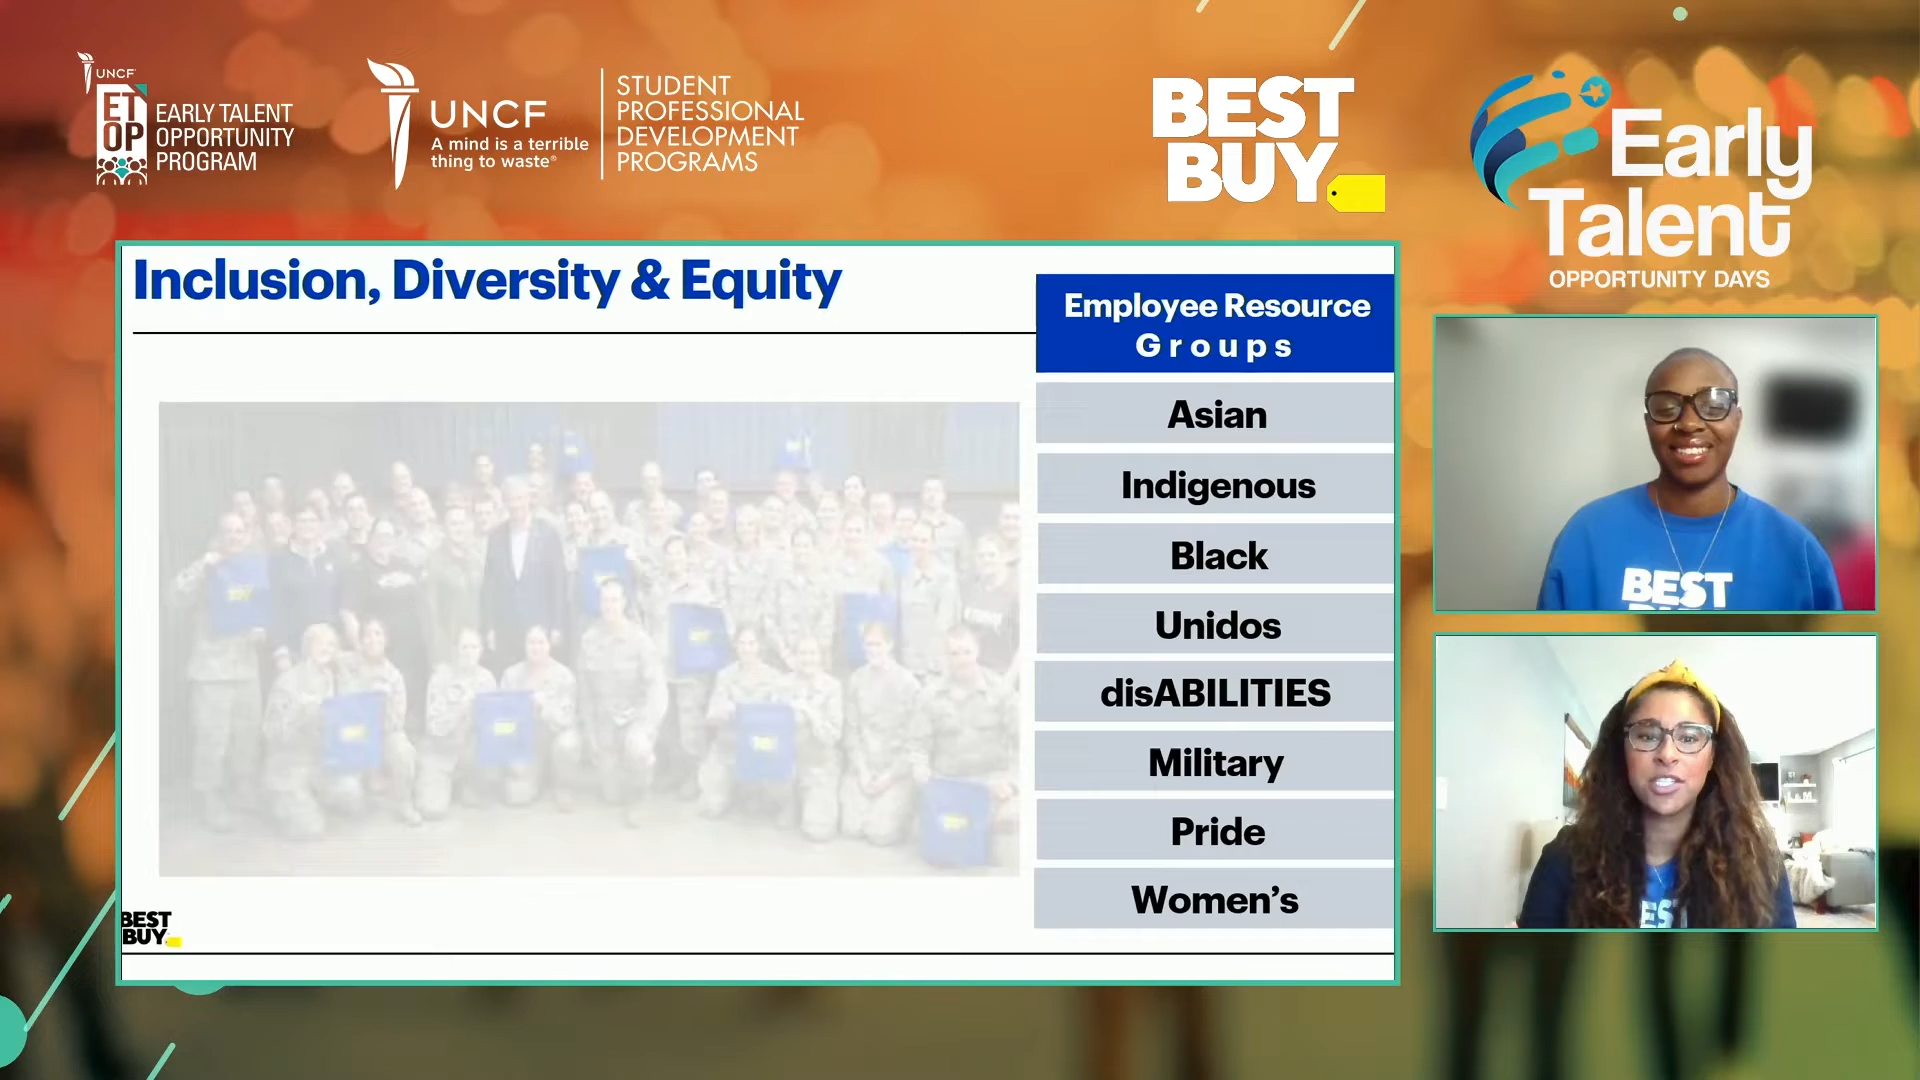 UNCF
ET
OP
EARLY TALENT
OPPORTUNITY
PROGRAM
UNCF
A mind is a terrible
thing to waste®
STUDENT
PROFESSIONAL
DEVELOPMENT
PROGRAMS
BEST
BUY
Early
Talent
OPPORTUNITY DAYS
Inclusion, Diversity & Equity
Employee Resource
Groups
Asian
Indigenous
Black
Unidos
disABILITIES
Military
Pride
Women’s
BEST
BUY
BEST